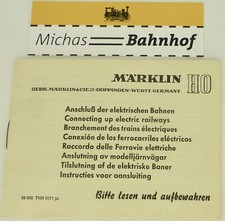 Michas Bahnhof
MÄRKLIN HO
GEBR. MÄRKLIN & CIE. GÖPPINGEN/WÜRTT. GERMANY
Anschluß der elektrischen Bahnen
Connecting up electric railways
Branchement des trains électriques
Conexión de los ferrocarriles eléctricos
Raccordo delle Ferrovie elettriche
Anslutning av modelljärnvägar
Tilslutning af de elektriske Baner
Instructies voor aansluiting
Bitte lesen und aufbewahren